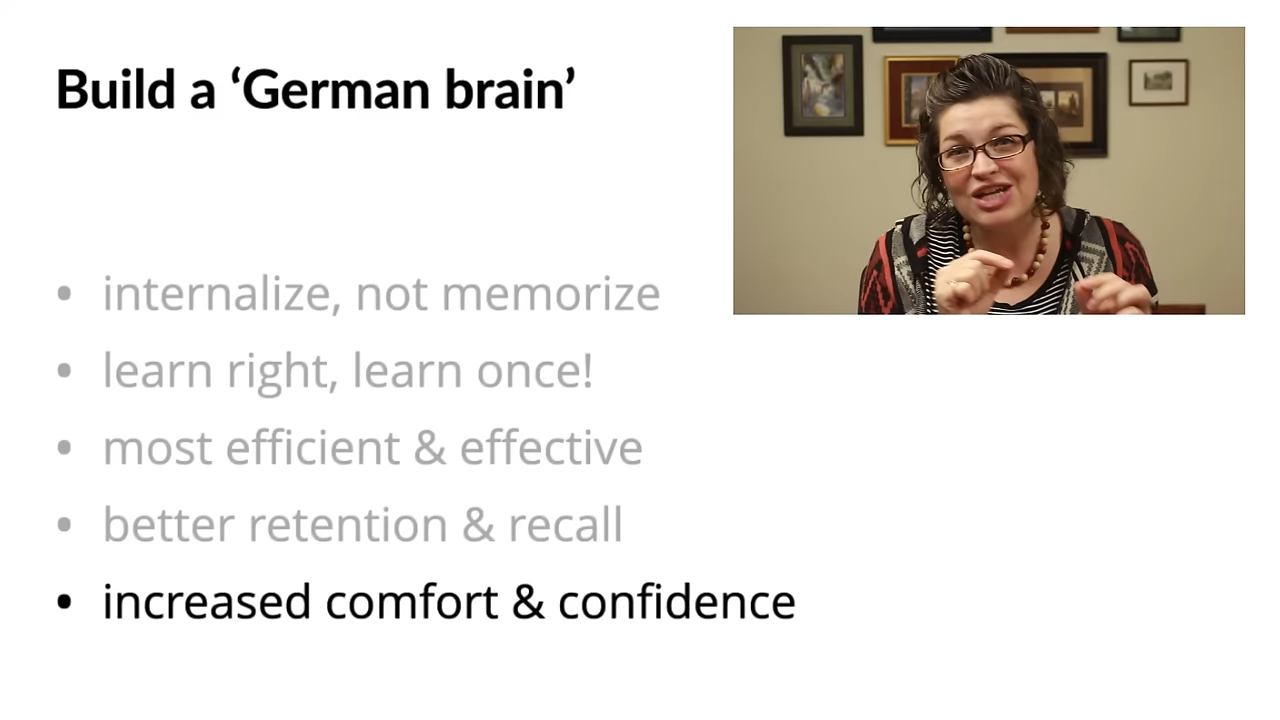 Build a ‘German brain’
• internalize, not memorize
• learn right, learn once!
• most efficient & effective
• better retention & recall
• increased comfort & confidence